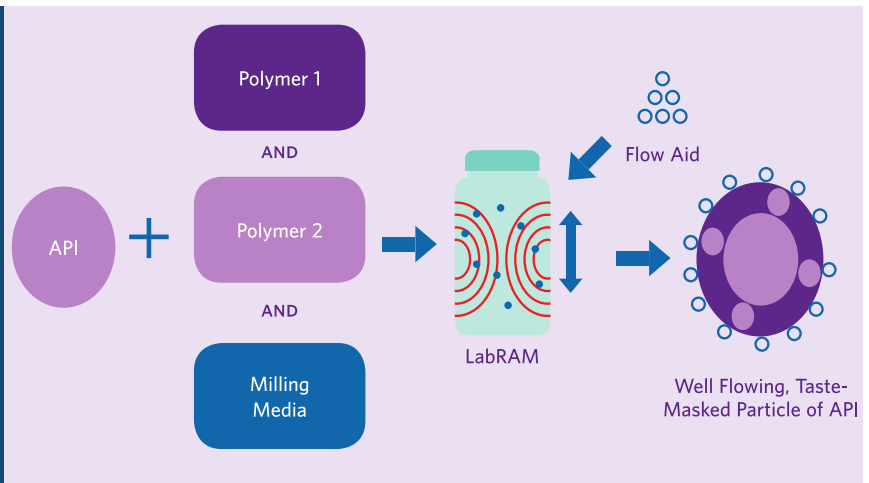 API
Polymer 1
AND
Polymer 2
AND
Milling
Media
LabRAM
Flow Aid
Well Flowing, Taste-
Masked Particle of API